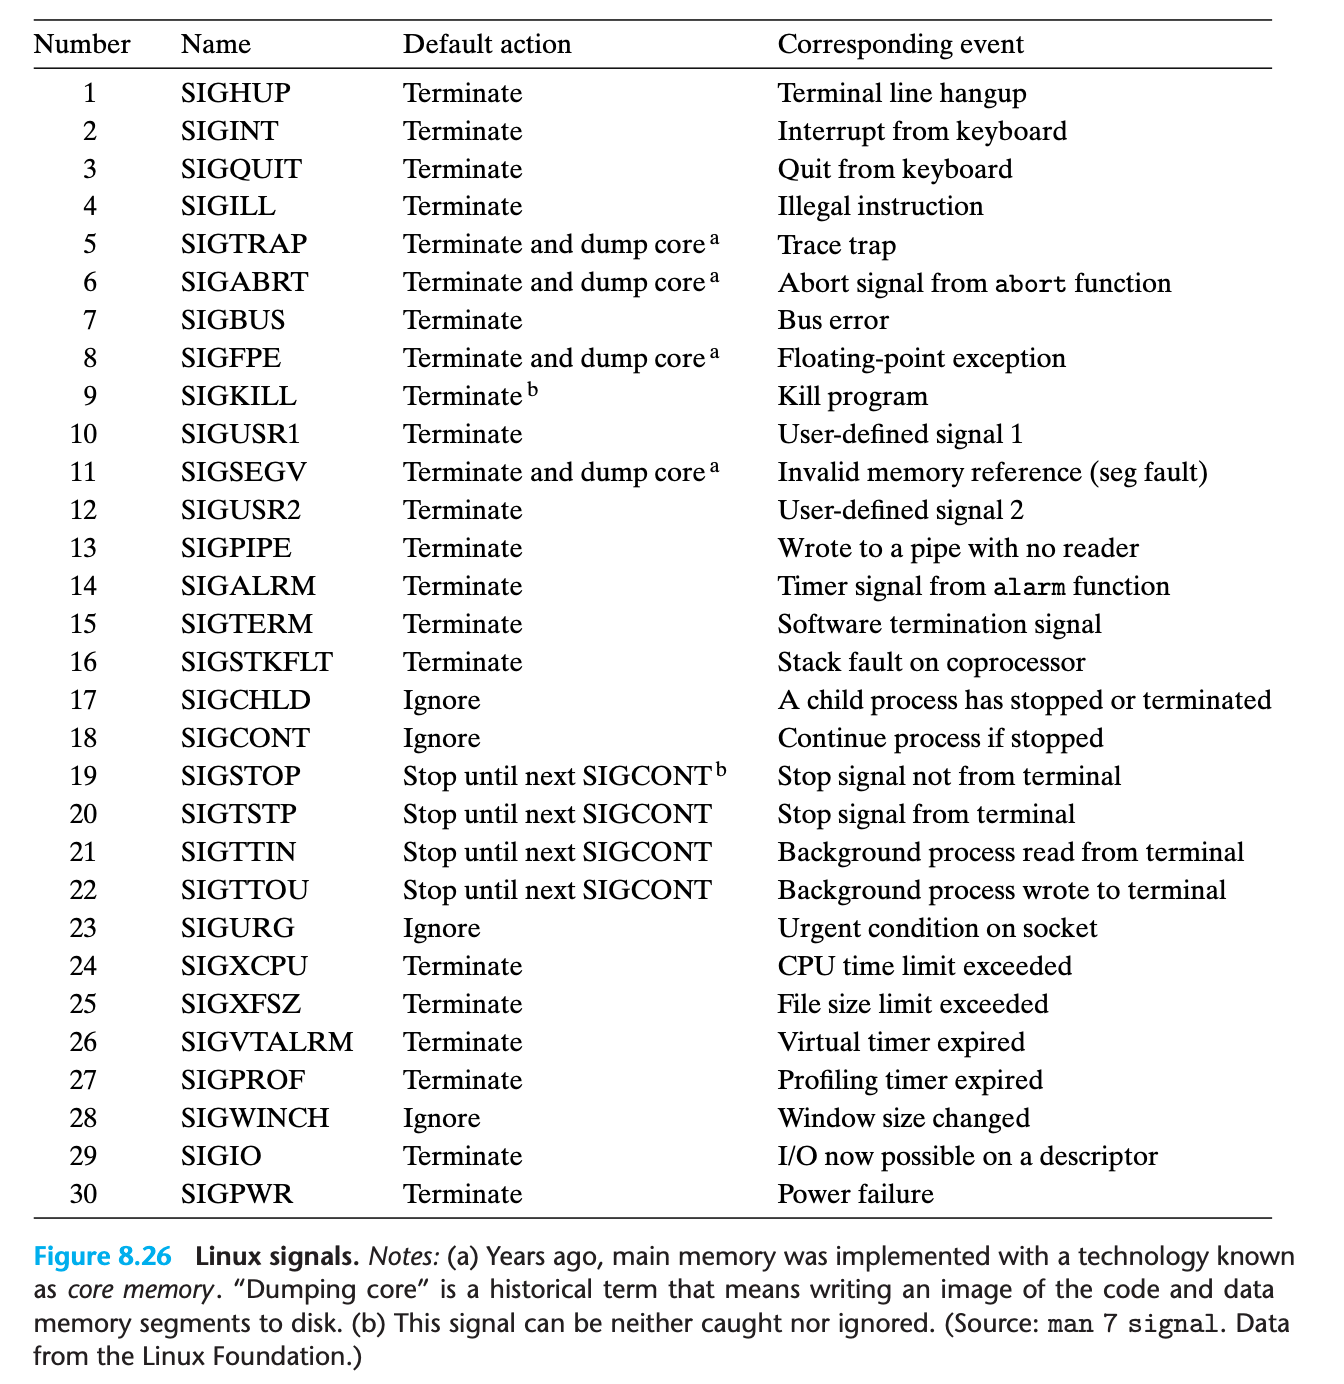 Number Name Default action Corresponding event
1 SIGHUP Terminate Terminal line hangup
2 SIGINT Terminate Interrupt from keyboard
3 SIGQUIT Terminate Quit from keyboard
4 SIGILL Terminate Illegal instruction
5 SIGTRAP Terminate and dump core a Trace trap
6 SIGABRT Terminate and dump core a Abort signal from abort function
7 SIGBUS Terminate Bus error
8 SIGFPE Terminate and dump core a Floating-point exception
9 SIGKILL Terminate b Kill program
10 SIGUSR1 Terminate User-defined signal 1
11 SIGSEGV Terminate and dump core a Invalid memory reference (seg fault)
12 SIGUSR2 Terminate User-defined signal 2
13 SIGPIPE Terminate Wrote to a pipe with no reader
14 SIGALRM Terminate Timer signal from alarm function
15 SIGTERM Terminate Software termination signal
16 SIGSTKFLT Terminate Stack fault on coprocessor
17 SIGCHLD Ignore A child process has stopped or terminated
18 SIGCONT Ignore Continue process if stopped
19 SIGSTOP Stop until next SIGCONT b Stop signal not from terminal
20 SIGTSTP Stop until next SIGCONT Stop signal from terminal
21 SIGTTIN Stop until next SIGCONT Background process read from terminal
22 SIGTTOU Stop until next SIGCONT Background process wrote to terminal
23 SIGURG Ignore Urgent condition on socket
24 SIGXCPU Terminate CPU time limit exceeded
25 SIGXFSZ Terminate File size limit exceeded
26 SIGVTALRM Terminate Virtual timer expired
27 SIGPROF Terminate Profiling timer expired
28 SIGWINCH Ignore Window size changed
29 SIGIO Terminate I/O now possible on a descriptor
30 SIGPWR Terminate Power failure
Figure 8.26 Linux signals. Notes: (a) Years ago, main memory was implemented with a technology known
as core memory. “Dumping core” is a historical term that means writing an image of the code and data
memory segments to disk. (b) This signal can be neither caught nor ignored. (Source: man 7 signal. Data
from the Linux Foundation.)